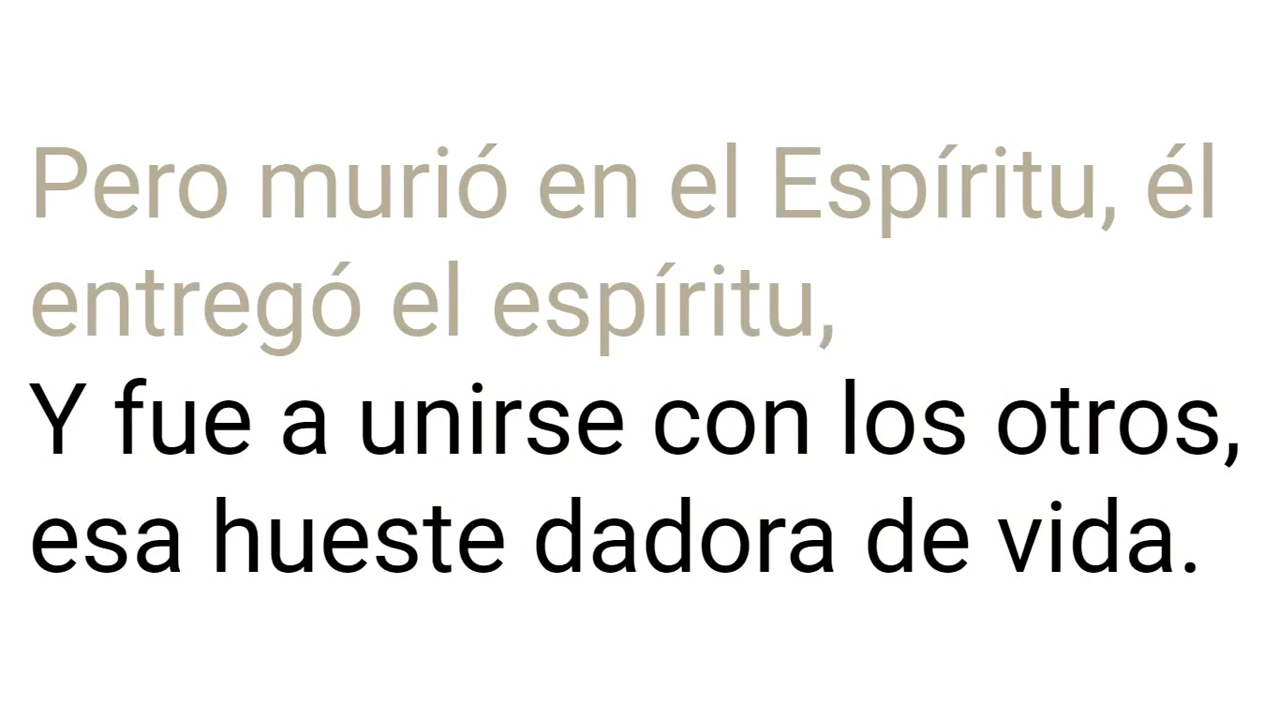 Pero murió en el Espíritu, él
entregó el espíritu,
Y fue a unirse con los otros,
esa hueste dadora de vida.